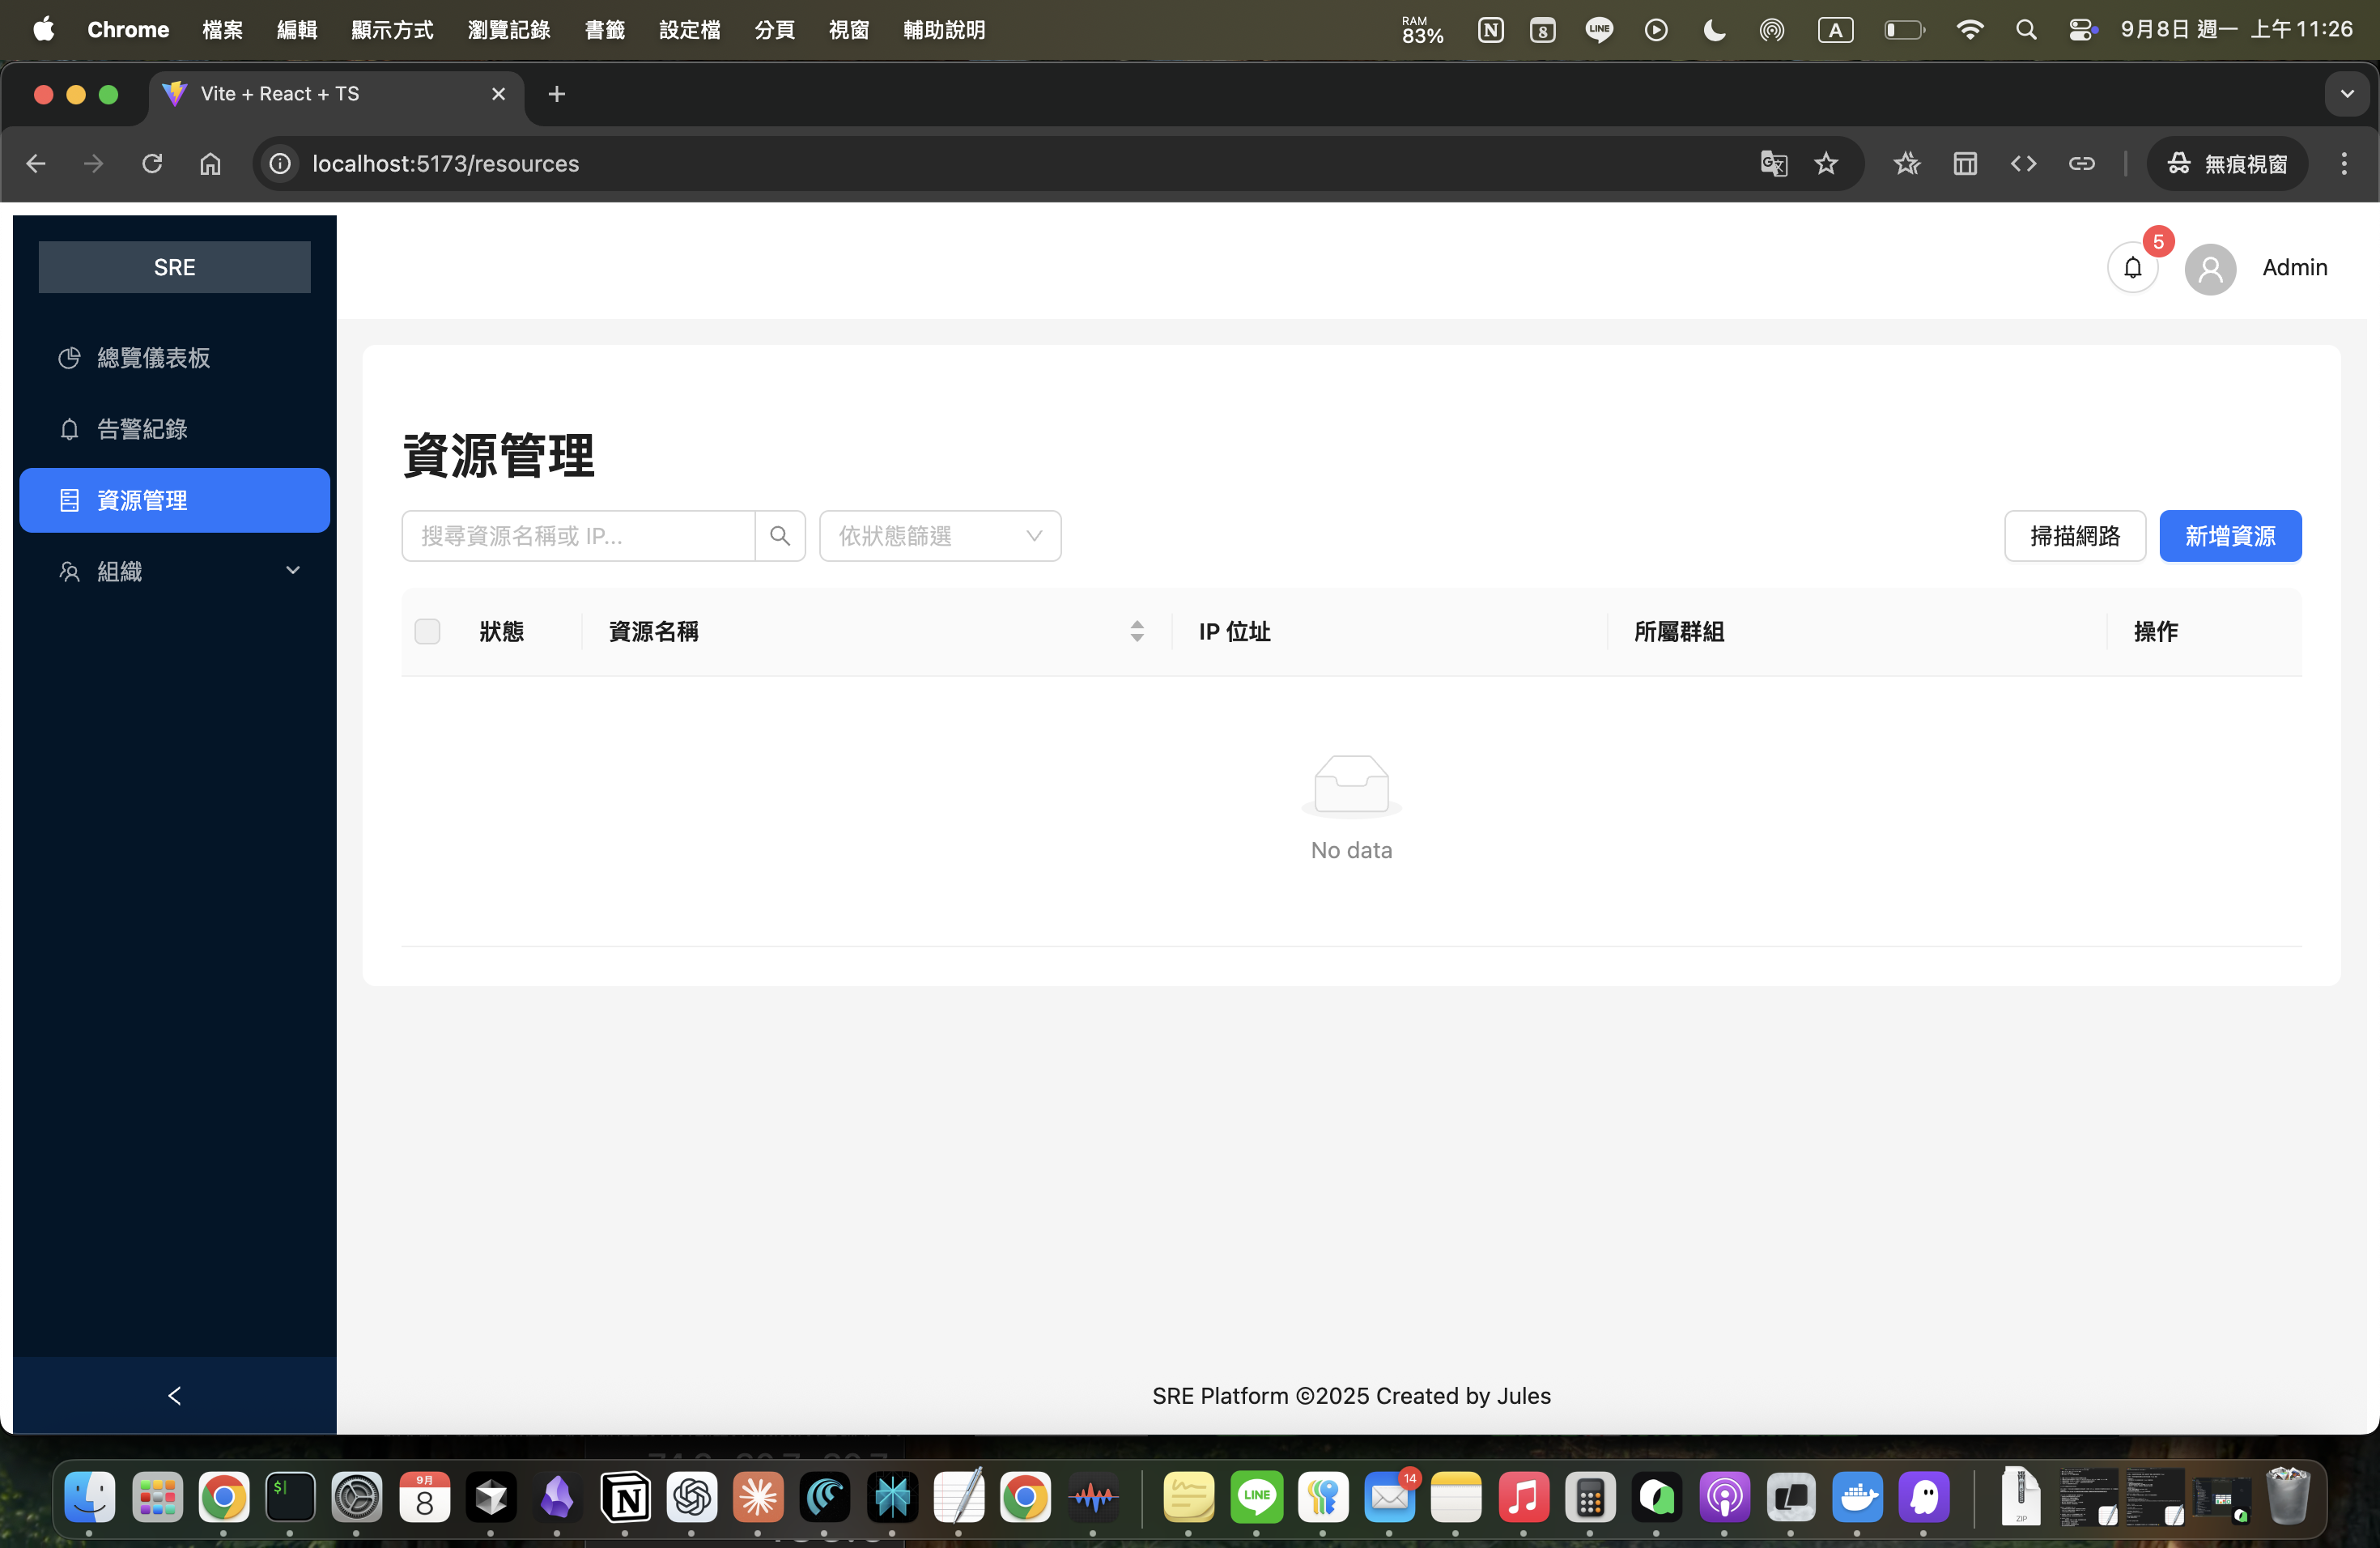 Chrome 檔案 編輯 顯示方式 瀏覽記錄 書籤 設定檔 分頁 視窗 輔助說明 RAM 83% N 8 LINE A 9月8日 週一 上午11:26
Vite + React + TS
localhost:5173/resources 無痕視窗
SRE
5
Admin
總覽儀表板
告警紀錄
資源管理
組織
資源管理
搜尋資源名稱或 IP...
依狀態篩選
掃描網路
新增資源
狀態 資源名稱 IP 位址 所屬群組 操作
No data
SRE Platform ©2025 Created by Jules
9月
8
N
LINE
14
ZIP